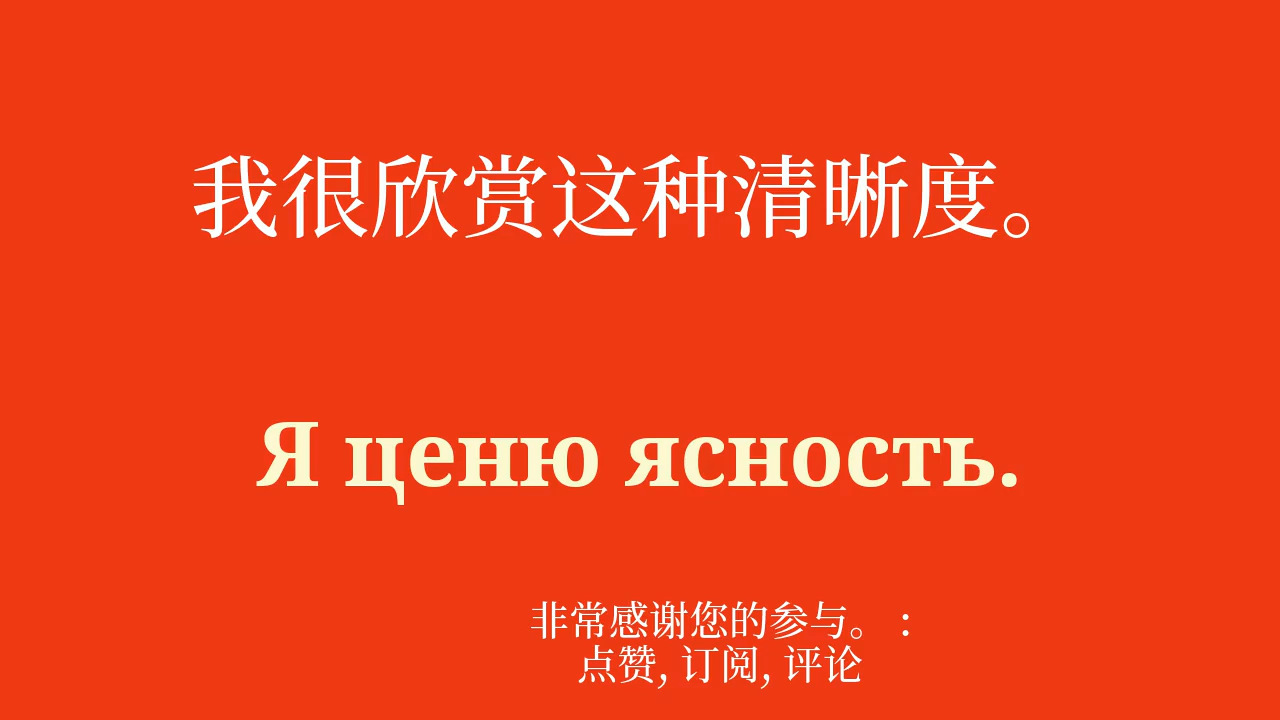 我很欣赏这种清晰度。
Я ценю ясность.
非常感谢您的参与。 :
点赞, 订阅, 评论